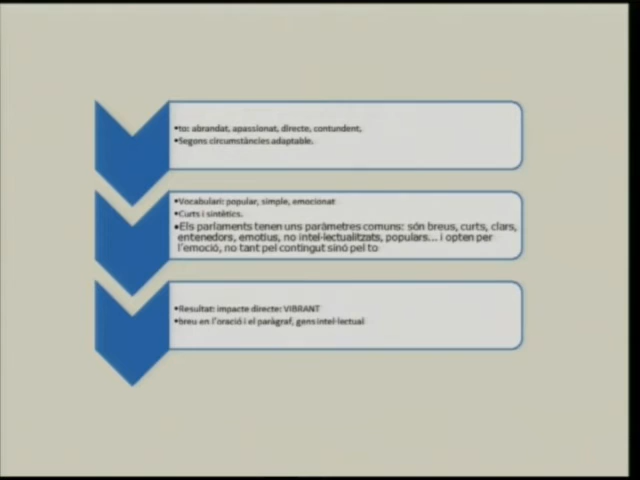 •to: abrandat, apassionat, directe, contundent,
•Segons circumstàncies adaptable.
•Vocabulari: popular, simple, emocionat
•Curts i sintètics.
•Els parlaments tenen uns paràmetres comuns: són breus, curts, clars,
entenedors, emotius, no intel·lectualitzats, populars... i opten per
l'emoció, no tant pel contingut sinó pel to
•Resultat: impacte directe: VIBRANT
•breu en l'oració i el paràgraf, gens intel·lectual